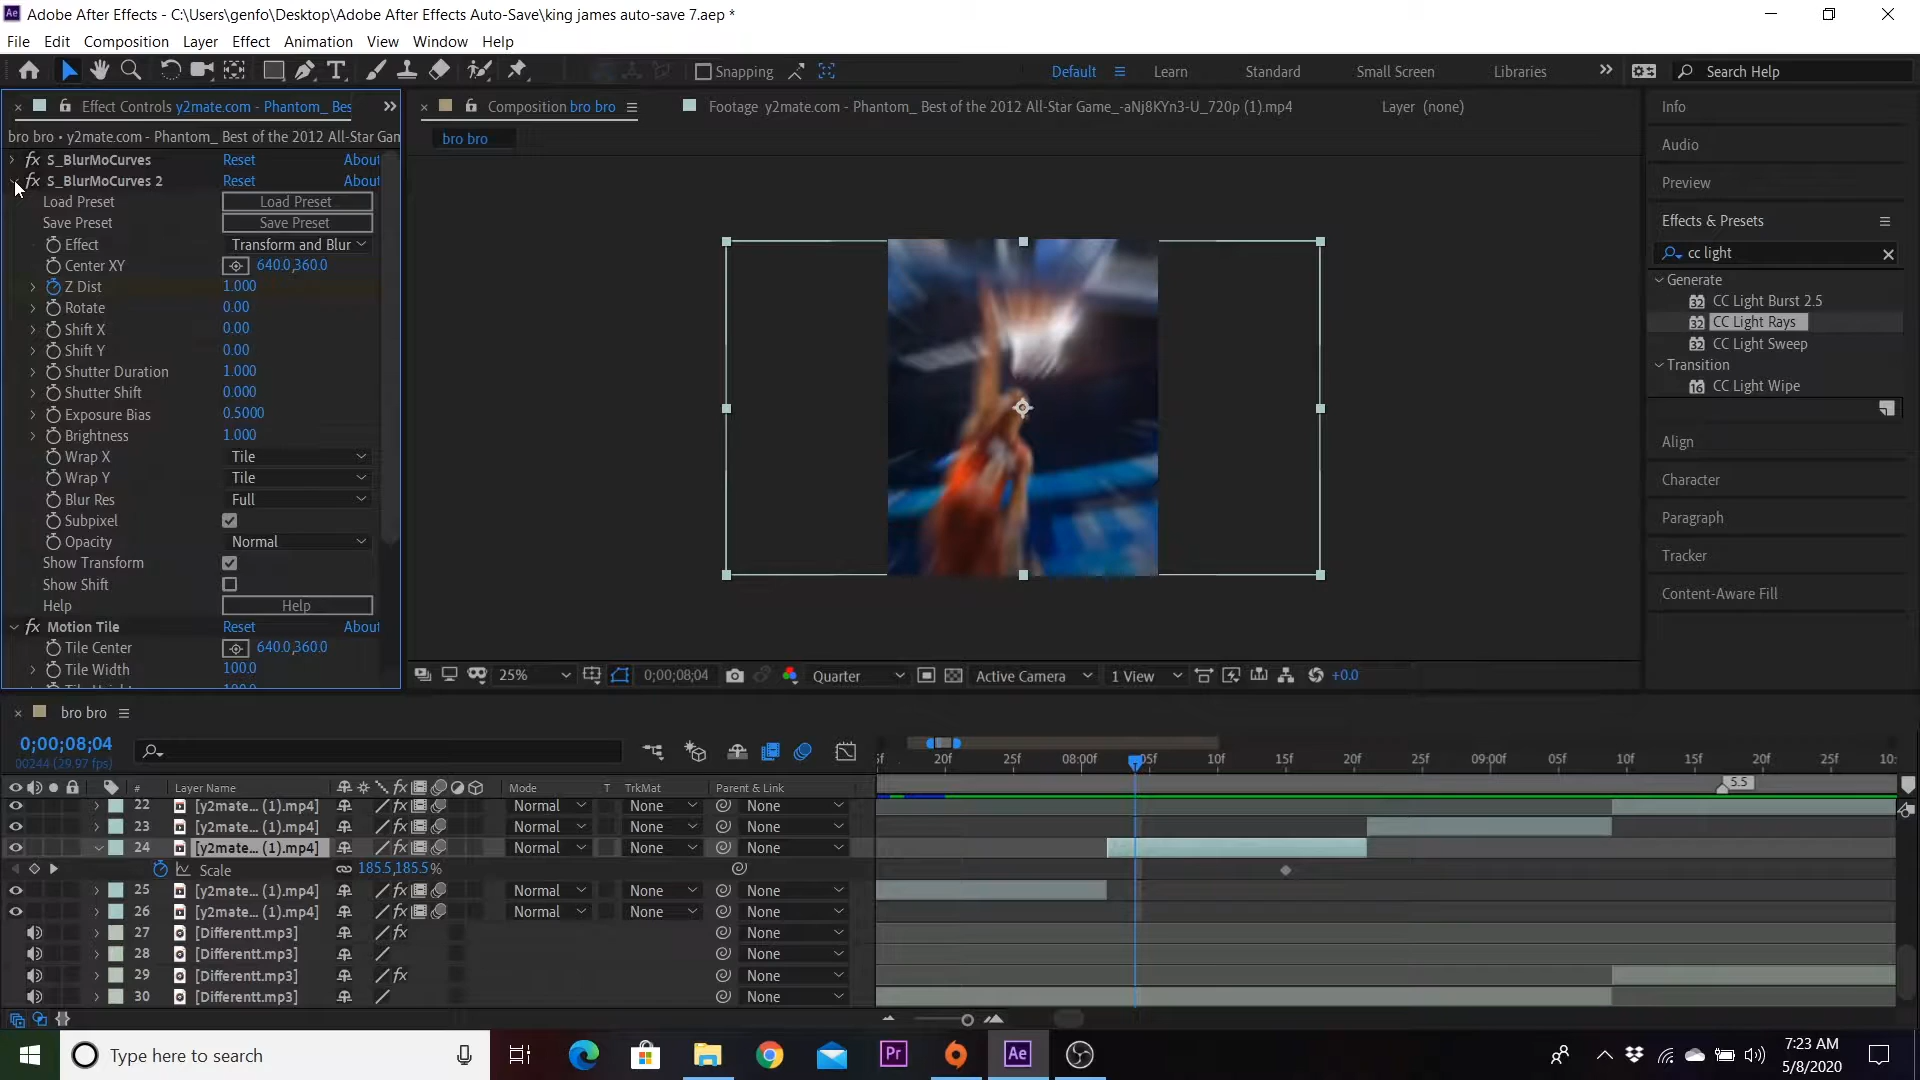 Adobe After Effects - C:\Users\genfo\Desktop\Adobe After Effects Auto-Save\king james auto-save 7.aep *
File Edit Composition Layer Effect Animation View Window Help
Snapping Default Learn Standard Small Screen Libraries Search Help
Effect Controls y2mate.com - Phantom_ Bes
Composition bro bro
Footage y2mate.com - Phantom_ Best of the 2012 All-Star Game_-aNj8KYn3-U_720p (1).mp4
Layer (none)
bro bro • y2mate.com - Phantom_ Best of the 2012 All-Star Gan
bro bro
S_BlurMoCurves Reset About
S_BlurMoCurves 2 Reset About
Load Preset Load Preset
Save Preset Save Preset
Effect Transform and Blur
Center XY 640.0,360.0
Z Dist 1.000
Rotate 0.00
Shift X 0.00
Shift Y 0.00
Shutter Duration 1.000
Shutter Shift 0.000
Exposure Bias 0.5000
Brightness 1.000
Wrap X Tile
Wrap Y Tile
Blur Res Full
Subpixel
Opacity Normal
Show Transform
Show Shift
Help Help
Motion Tile Reset About
Tile Center 640.0,360.0
Tile Width 100.0
25% 0;00;08;04 Quarter Active Camera 1 View +0.0
Info
Audio
Preview
Effects & Presets
cc light
Generate
32 CC Light Burst 2.5
32 CC Light Rays
32 CC Light Sweep
Transition
16 CC Light Wipe
Align
Character
Paragraph
Tracker
Content-Aware Fill
bro bro
0;00;08;04
00244 (29.97 fps)
20f 25f 08:00f 05f 10f 15f 20f 25f 09:00f 05f 10f 15f 20f 25f 10:
5.5
# Layer Name Mode T TrkMat Parent & Link
22 [y2mate... (1).mp4] Normal None None
23 [y2mate... (1).mp4] Normal None None
24 [y2mate... (1).mp4] Normal None None
Scale 185.5,185.5%
25 [y2mate... (1).mp4] Normal None None
26 [y2mate... (1).mp4] Normal None None
27 [Differentt.mp3] None
28 [Differentt.mp3] None
29 [Differentt.mp3] None
30 [Differentt.mp3] None
Type here to search
Pr
Ae
7:23 AM
5/8/2020